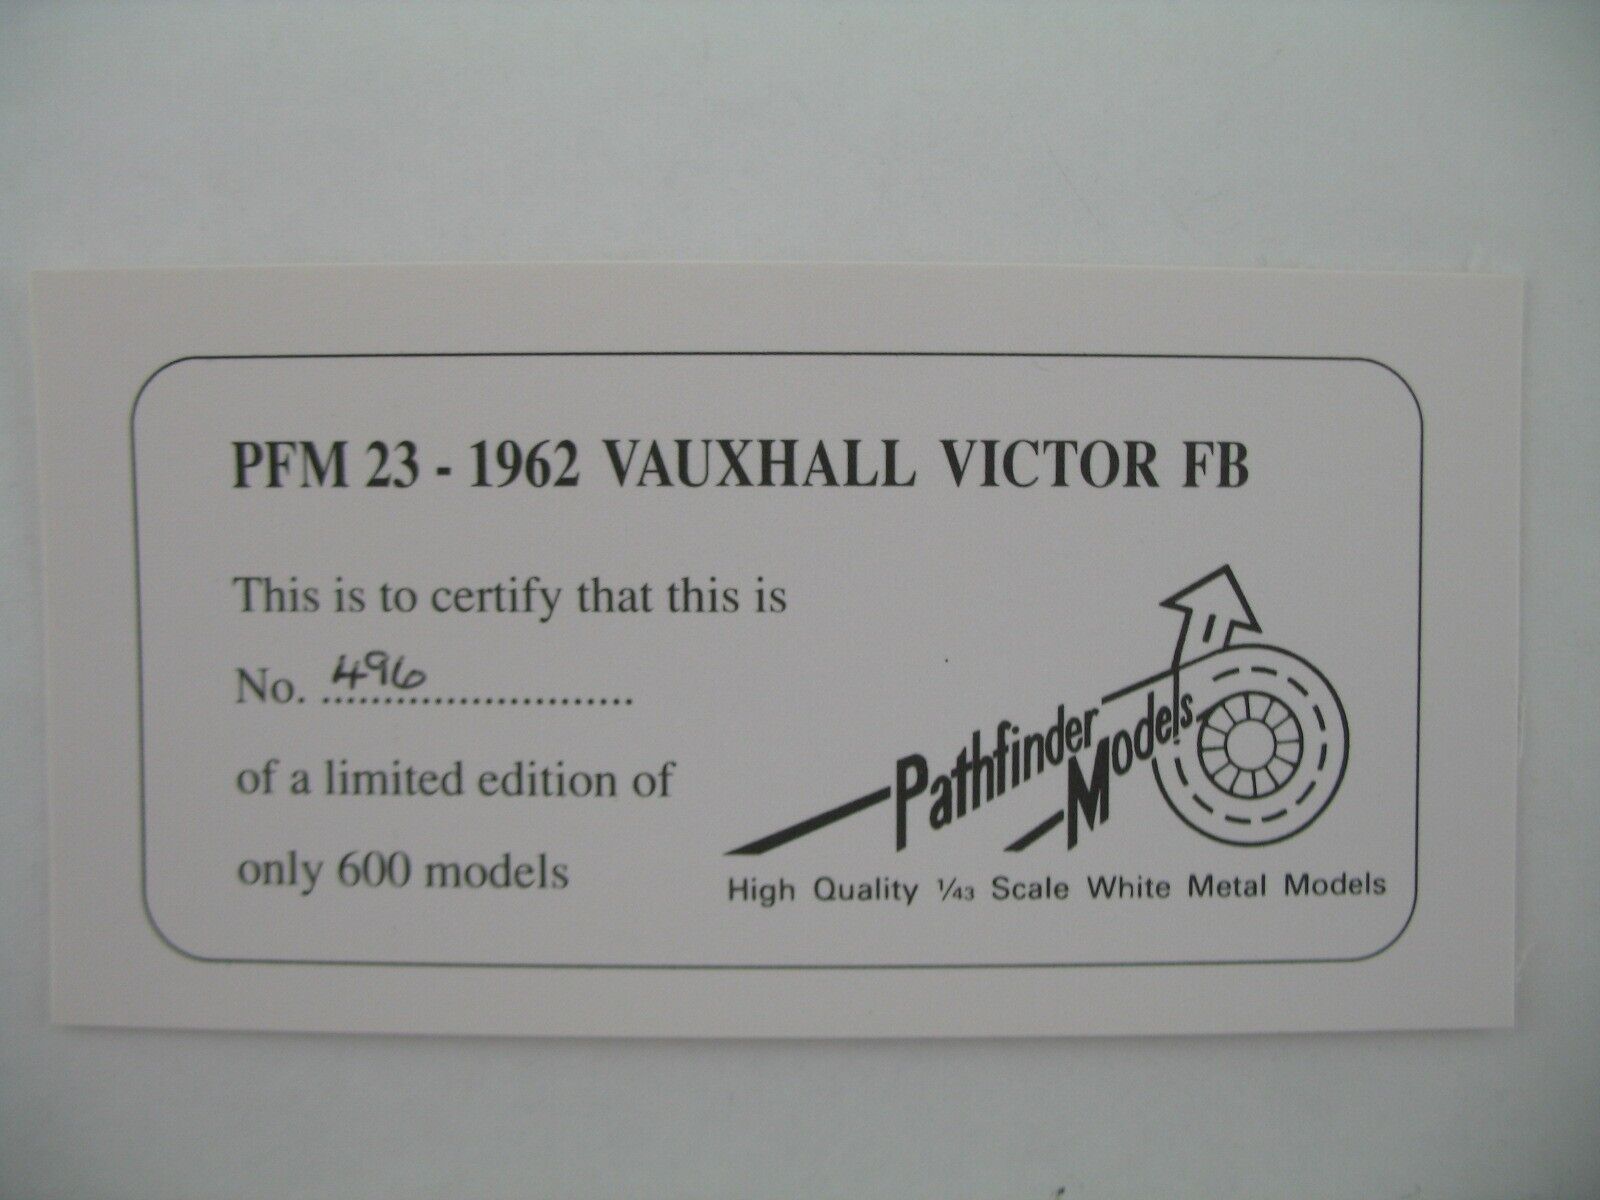 PFM 23 - 1962 VAUXHALL VICTOR FB
This is to certify that this is
No. 496
of a limited edition of
only 600 models
Pathfinder
Models
High Quality 1/43 Scale White Metal Models